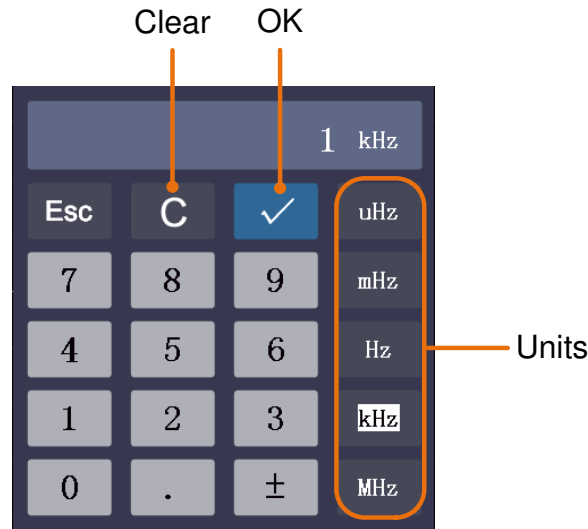 Clear OK
1 kHz
Esc C ✓ uHz
7 8 9 mHz
4 5 6 Hz
Units
1 2 3 kHz
0 . ± MHz